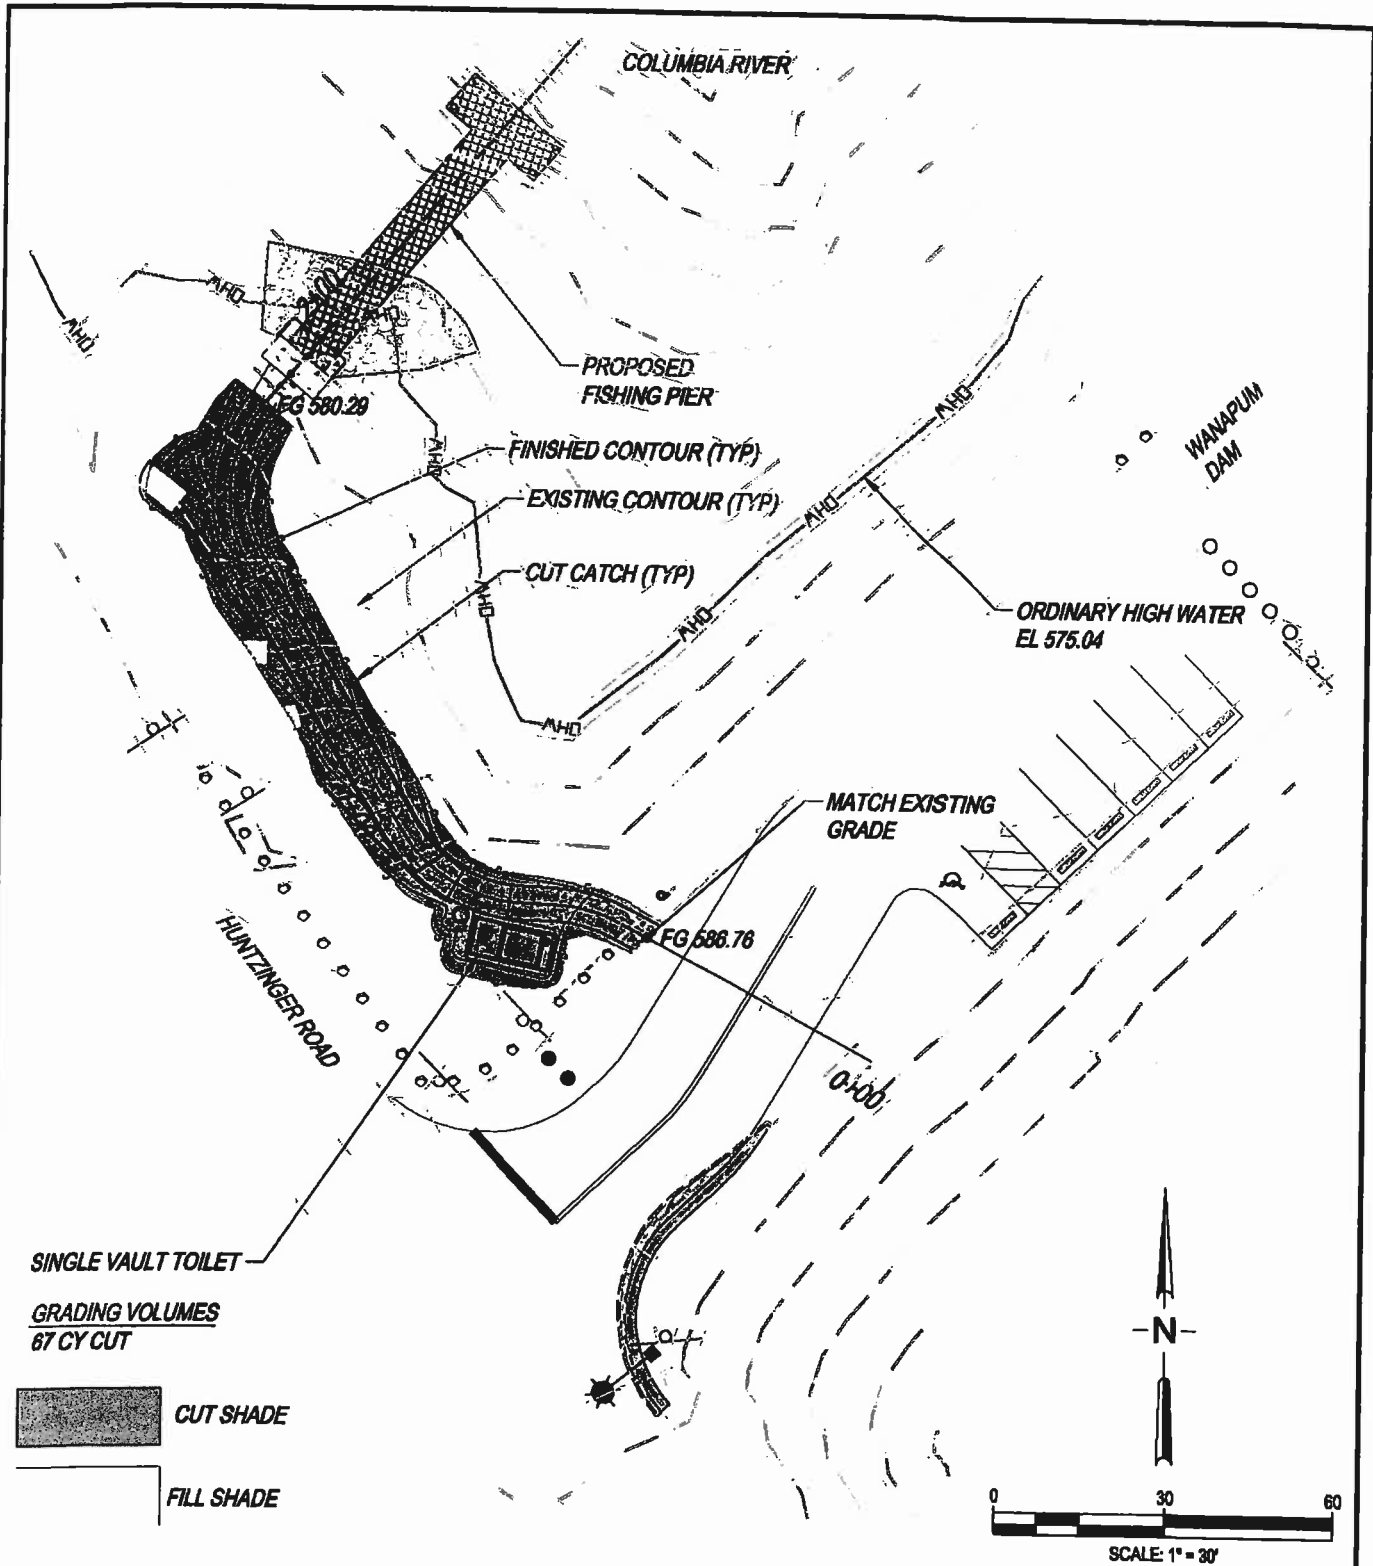 COLUMBIA RIVER
OHW
OHW
OHW
PROPOSED
FISHING PIER
FG 580.29
OHW
WANAPUM
DAM
OHW
FINISHED CONTOUR (TYP)
EXISTING CONTOUR (TYP)
OHW
CUT CATCH (TYP)
OHW
ORDINARY HIGH WATER
EL 575.04
OHW
OHW
MATCH EXISTING
GRADE
HUNTZINGER ROAD
FG 586.76
0+00
SINGLE VAULT TOILET
GRADING VOLUMES
67 CY CUT
CUT SHADE
FILL SHADE
-N-
0 30 60
SCALE: 1" = 30'